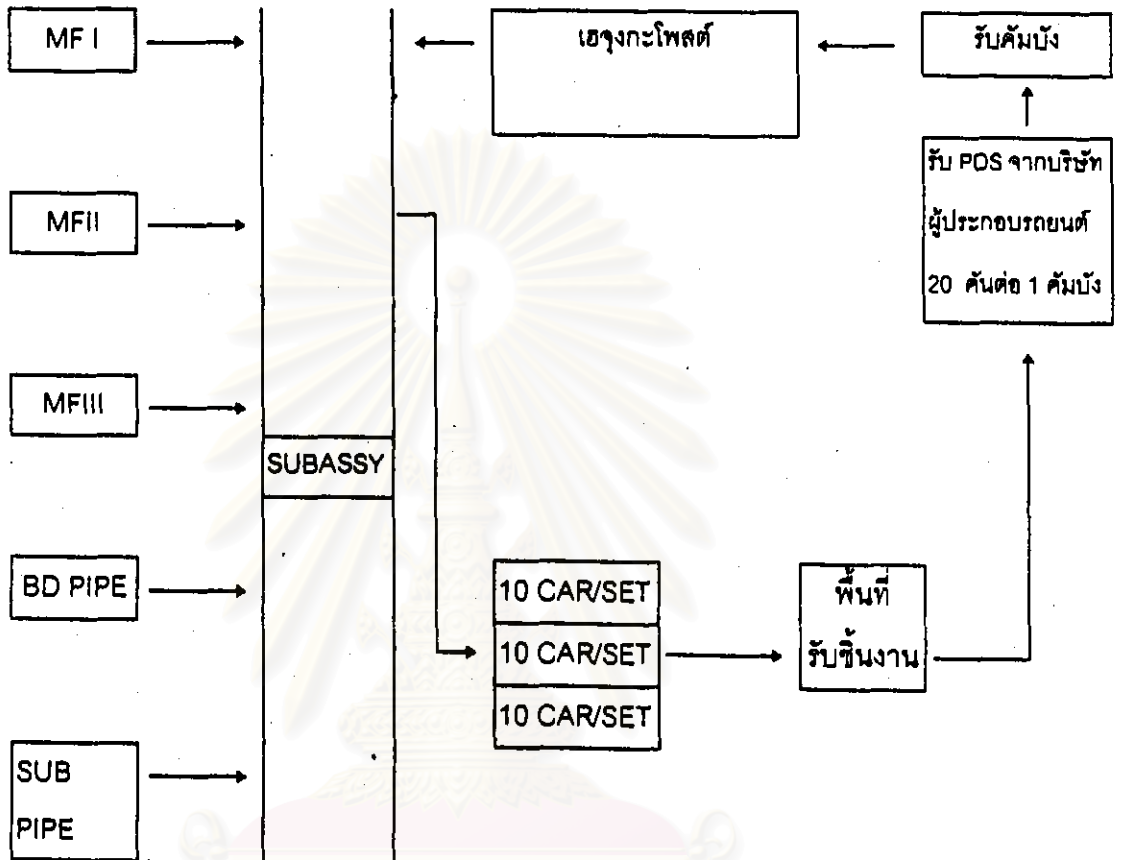 MF I
เฮจุงกะโพสต์
รับคัมบัง
รับ PDS จากบริษัท
ผู้ประกอบรถยนต์
20 คันต่อ 1 คัมบัง
MFII
MFIII
SUBASSY
BD PIPE
10 CAR/SET
10 CAR/SET
10 CAR/SET
พื้นที่
รับชิ้นงาน
SUB
PIPE